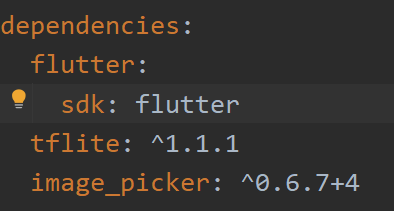 dependencies:
  flutter:
    sdk: flutter
  tflite: ^1.1.1
  image_picker: ^0.6.7+4